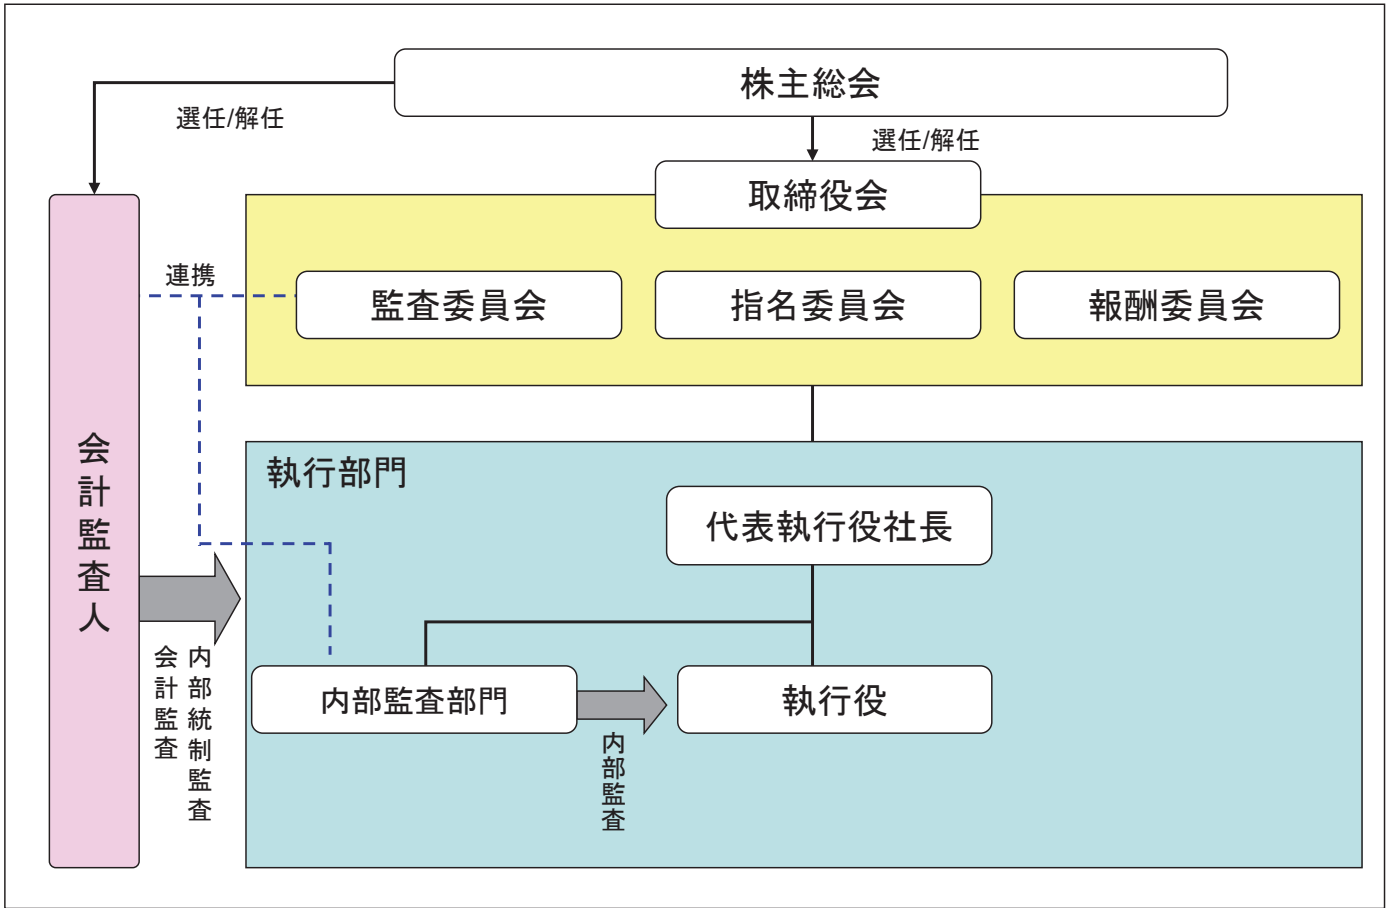 株主総会
選任/解任
選任/解任
取締役会
連携
監査委員会
指名委員会
報酬委員会
会計監査人
執行部門
代表執行役社長
内部統制監査
会計監査
内部監査部門
執行役
内部監査